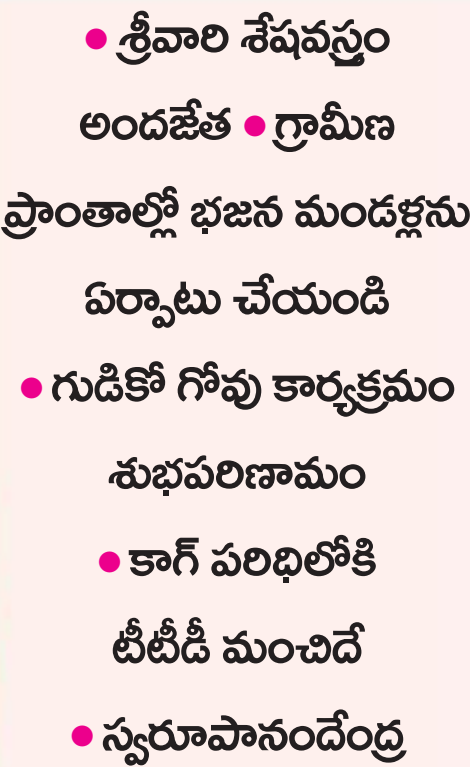 ● శ్రీవారి శేషవస్త్రం
అందజేత ● గ్రామీణ
ప్రాంతాల్లో భజన మండళ్లను
ఏర్పాటు చేయండి
● గుడికో గోవు కార్యక్రమం
శుభపరిణామం
● కాగ్ పరిధిలోకి
టీటీడీ మంచిదే
● స్వరూపానందేంద్ర